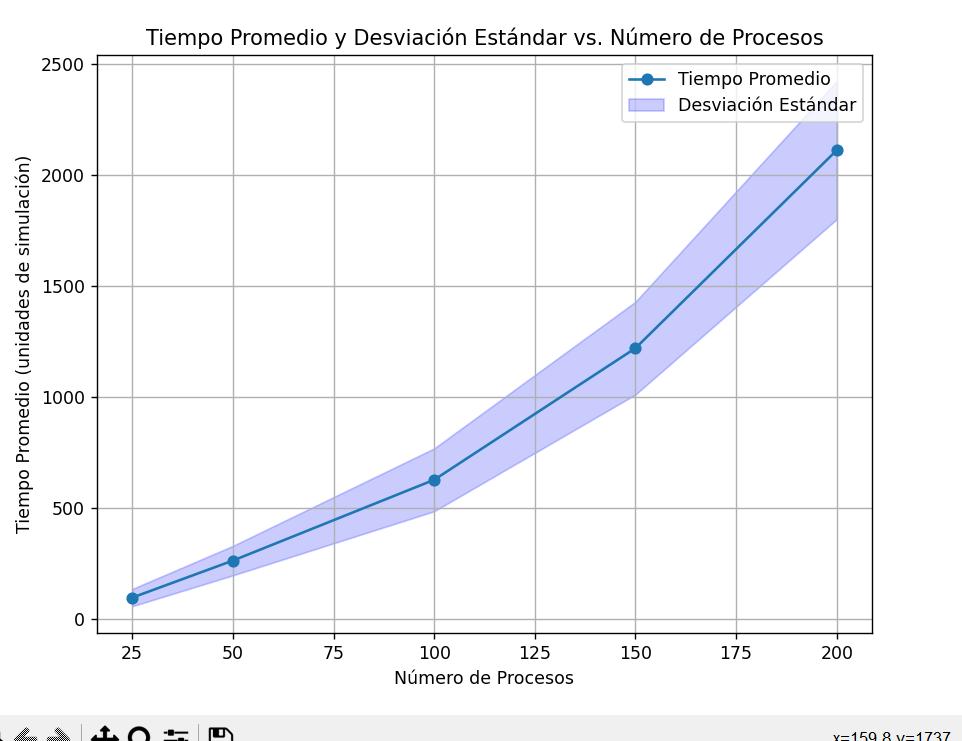 Tiempo Promedio y Desviación Estándar vs. Número de Procesos
Tiempo Promedio
Desviación Estándar
Tiempo Promedio (unidades de simulación)
2500
2000
1500
1000
500
0
25 50 75 100 125 150 175 200
Número de Procesos
x=159.8 y=1737